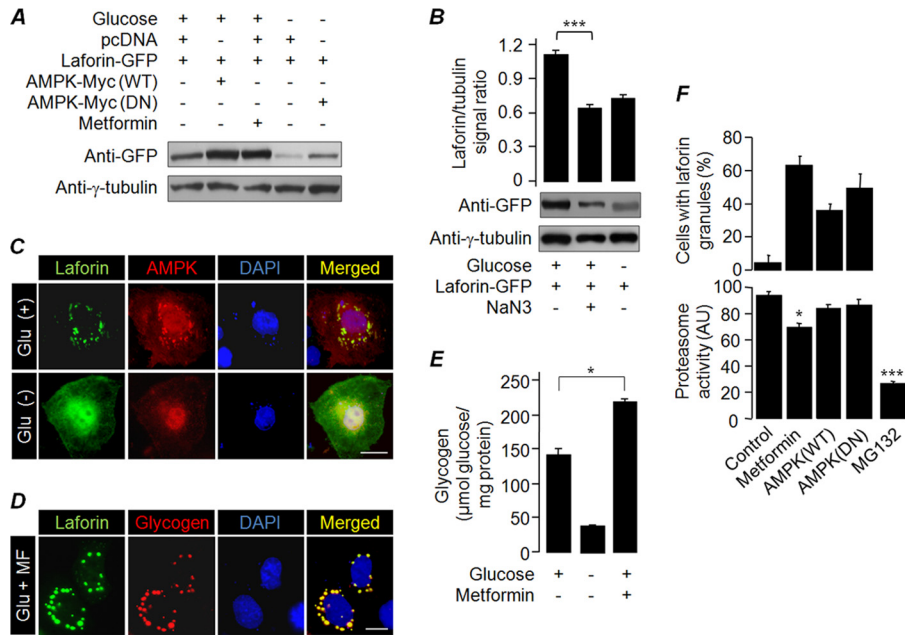 A
Glucose + + + - -
pcDNA + - + + -
Laforin-GFP + + + + +
AMPK-Myc (WT) - + - - -
AMPK-Myc (DN) - - - - +
Metformin - - + - -
Anti-GFP
Anti-γ-tubulin
B
***
Laforin/tubulin
signal ratio
1.2
1.3
0.6
1.3
0
Anti-GFP
Anti-γ-tubulin
Glucose + + -
Laforin-GFP + + +
NaN3 - + -
C
Laforin AMPK DAPI Merged
Glu (+)
Glu (-)
D
Laforin Glycogen DAPI Merged
Glu + MF
E
*
Glycogen
(μmol glucose/
mg protein)
250
200
150
100
50
0
Glucose + - +
Metformin - - +
F
Cells with laforin
granules (%)
80
60
40
20
0
Proteasome
activity (AU)
100
80
60
40
20
0
*
***
Control
Metformin
AMPK(WT)
AMPK(DN)
MG132